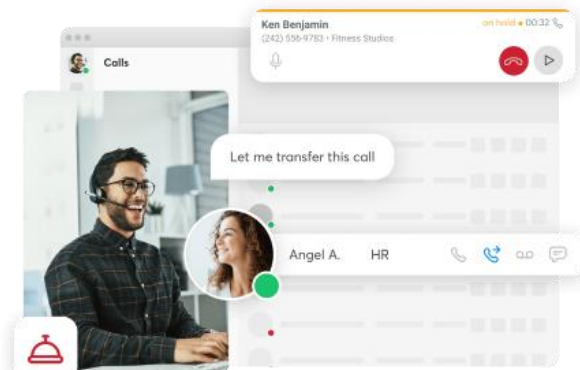 Ken Benjamin
on hold • 00:32
(242) 556-9783 • Fitness Studios
Calls
Let me transfer this call
Angel A.
HR